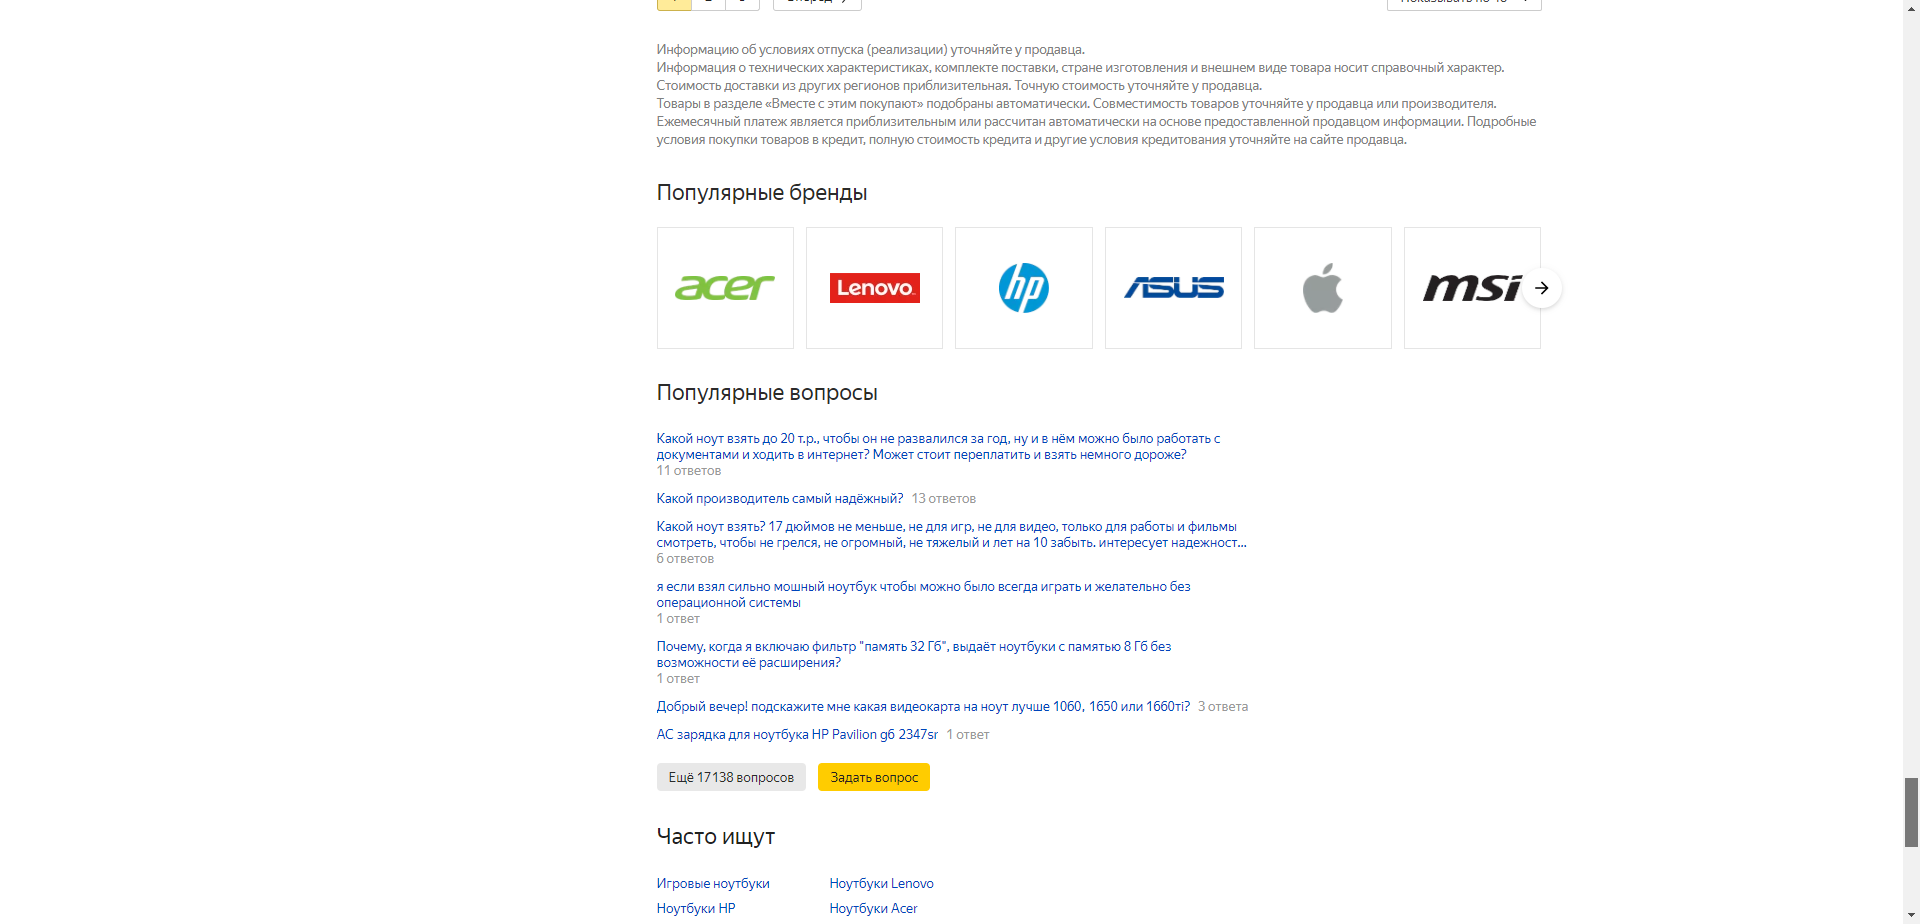 Информацию об условиях отпуска (реализации) уточняйте у продавца.
Информация о технических характеристиках, комплекте поставки, стране изготовления и внешнем виде товара носит справочный характер.
Стоимость доставки из других регионов приблизительная. Точную стоимость уточняйте у продавца.
Товары в разделе «Вместе с этим покупают» подобраны автоматически. Совместимость товаров уточняйте у продавца или производителя.
Ежемесячный платеж является приблизительным или рассчитан автоматически на основе предоставленной продавцом информации. Подробные
условия покупки товаров в кредит, полную стоимость кредита и другие условия кредитования уточняйте на сайте продавца.
Популярные бренды
acer
Lenovo
hp
ASUS
msi
Популярные вопросы
Какой ноут взять до 20 т.р., чтобы он не развалился за год, ну и в нём можно было работать с
документами и ходить в интернет? Может стоит переплатить и взять немного дороже?
11 ответов
Какой производитель самый надёжный? 13 ответов
Какой ноут взять? 17 дюймов не меньше, не для игр, не для видео, только для работы и фильмы
смотреть, чтобы не грелся, не огромный, не тяжелый и лет на 10 забыть. интересует надежност...
6 ответов
я если взял сильно мошный ноутбук чтобы можно было всегда играть и желательно без
операционной системы
1 ответ
Почему, когда я включаю фильтр "память 32 Гб", выдаёт ноутбуки с памятью 8 Гб без
возможности её расширения?
1 ответ
Добрый вечер! подскажите мне какая видеокарта на ноут лучше 1060, 1650 или 1660ті? 3 ответа
АС зарядка для ноутбука HP Pavilion g6 2347sr 1 ответ
Ещё 17138 вопросов
Задать вопрос
Часто ищут
Игровые ноутбуки
Ноутбуки Lenovo
Ноутбуки HP
Ноутбуки Acer